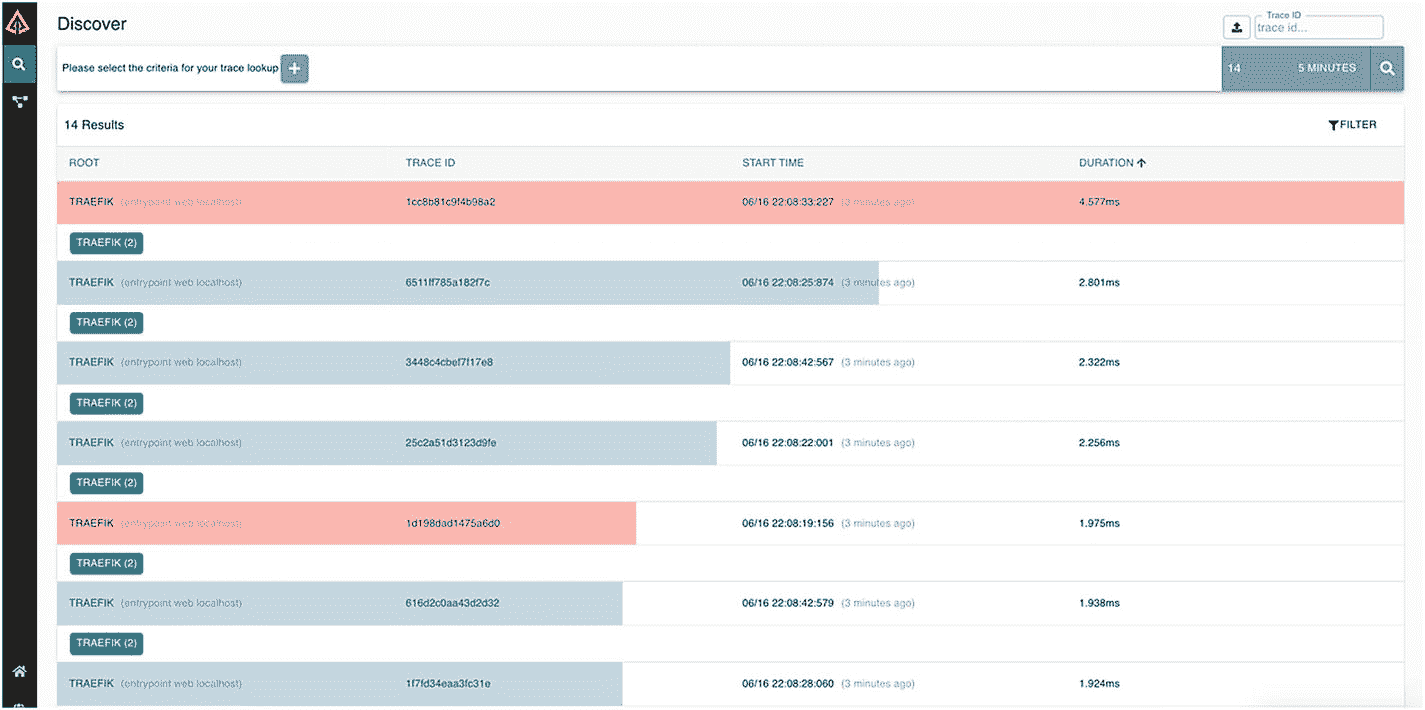 Discover
Trace ID
trace id...
Please select the criteria for your trace lookup
14 5 MINUTES
14 Results
FILTER
ROOT TRACE ID START TIME DURATION
TRAEFIK (entrypoint web localhost) 1cc8b81c9f4b98a2 06/16 22:08:33:227 (3 minutes ago) 4.577ms
TRAEFIK (2)
TRAEFIK (entrypoint web localhost) 6511ff785a182f7c 06/16 22:08:25:874 (3 minutes ago) 2.801ms
TRAEFIK (2)
TRAEFIK (entrypoint web localhost) 3448c4cbef7f17e8 06/16 22:08:42:567 (3 minutes ago) 2.322ms
TRAEFIK (2)
TRAEFIK (entrypoint web localhost) 25c2a51d3123d9fe 06/16 22:08:22:001 (3 minutes ago) 2.256ms
TRAEFIK (2)
TRAEFIK (entrypoint web localhost) 1d198dad1475a6d0 06/16 22:08:19:156 (3 minutes ago) 1.975ms
TRAEFIK (2)
TRAEFIK (entrypoint web localhost) 616d2c0aa43d2d32 06/16 22:08:42:579 (3 minutes ago) 1.938ms
TRAEFIK (2)
TRAEFIK (entrypoint web localhost) 1f7fd34eaa3fc31e 06/16 22:08:28:060 (3 minutes ago) 1.924ms